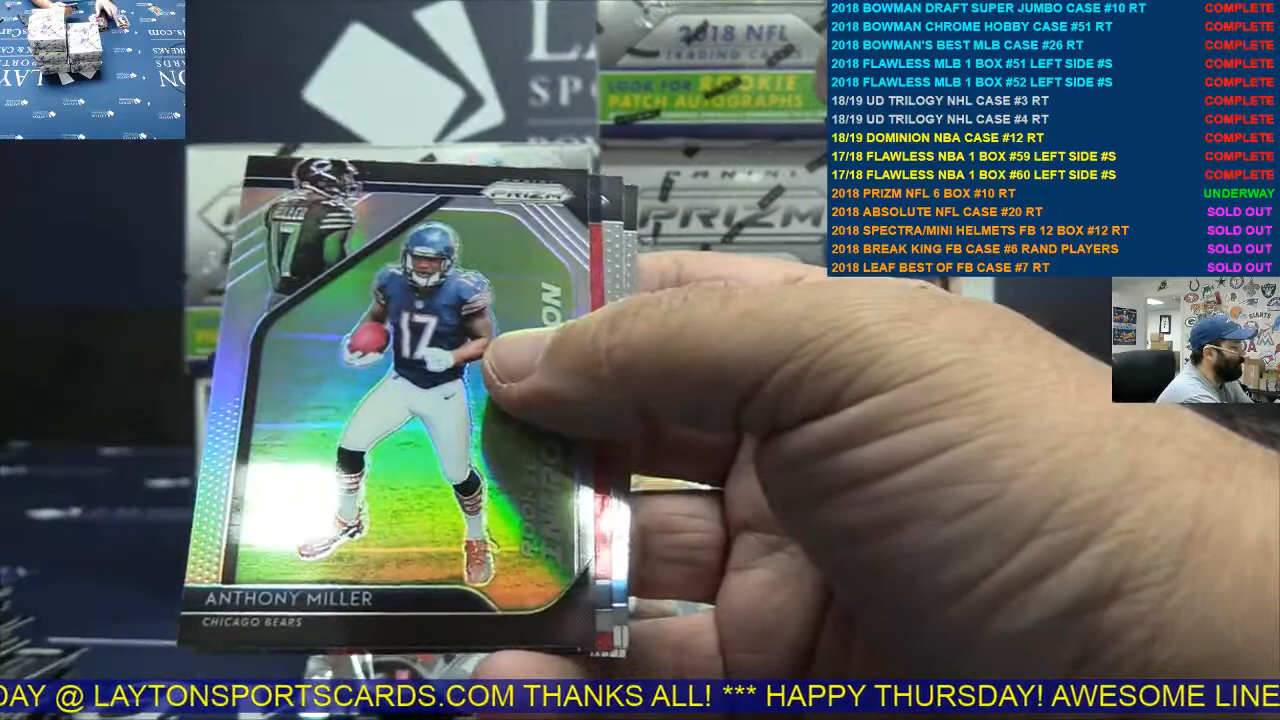 2018 BOWMAN DRAFT SUPER JUMBO CASE #10 RT COMPLETE
2018 BOWMAN CHROME HOBBY CASE #51 RT COMPLETE
2018 BOWMAN'S BEST MLB CASE #26 RT COMPLETE
2018 FLAWLESS MLB 1 BOX #51 LEFT SIDE #S COMPLETE
2018 FLAWLESS MLB 1 BOX #52 LEFT SIDE #S COMPLETE
18/19 UD TRILOGY NHL CASE #3 RT COMPLETE
18/19 UD TRILOGY NHL CASE #4 RT COMPLETE
18/19 DOMINION NBA CASE #12 RT COMPLETE
17/18 FLAWLESS NBA 1 BOX #59 LEFT SIDE #S COMPLETE
17/18 FLAWLESS NBA 1 BOX #60 LEFT SIDE #S COMPLETE
2018 PRIZM NFL 6 BOX #10 RT UNDERWAY
2018 ABSOLUTE NFL CASE #20 RT SOLD OUT
2018 SPECTRA/MINI HELMETS FB 12 BOX #12 RT SOLD OUT
2018 BREAK KING FB CASE #6 RAND PLAYERS SOLD OUT
2018 LEAF BEST OF FB CASE #7 RT SOLD OUT
2018 NFL
TRADING CARDS
LOOK FOR ROOKIE
PATCH AUTOGRAPHS
PANINI
PRIZM
PRIZM
17
17
ANTHONY MILLER
CHICAGO BEARS
DAY @ LAYTONSPORTSCARDS.COM THANKS ALL! *** HAPPY THURSDAY! AWESOME LINE